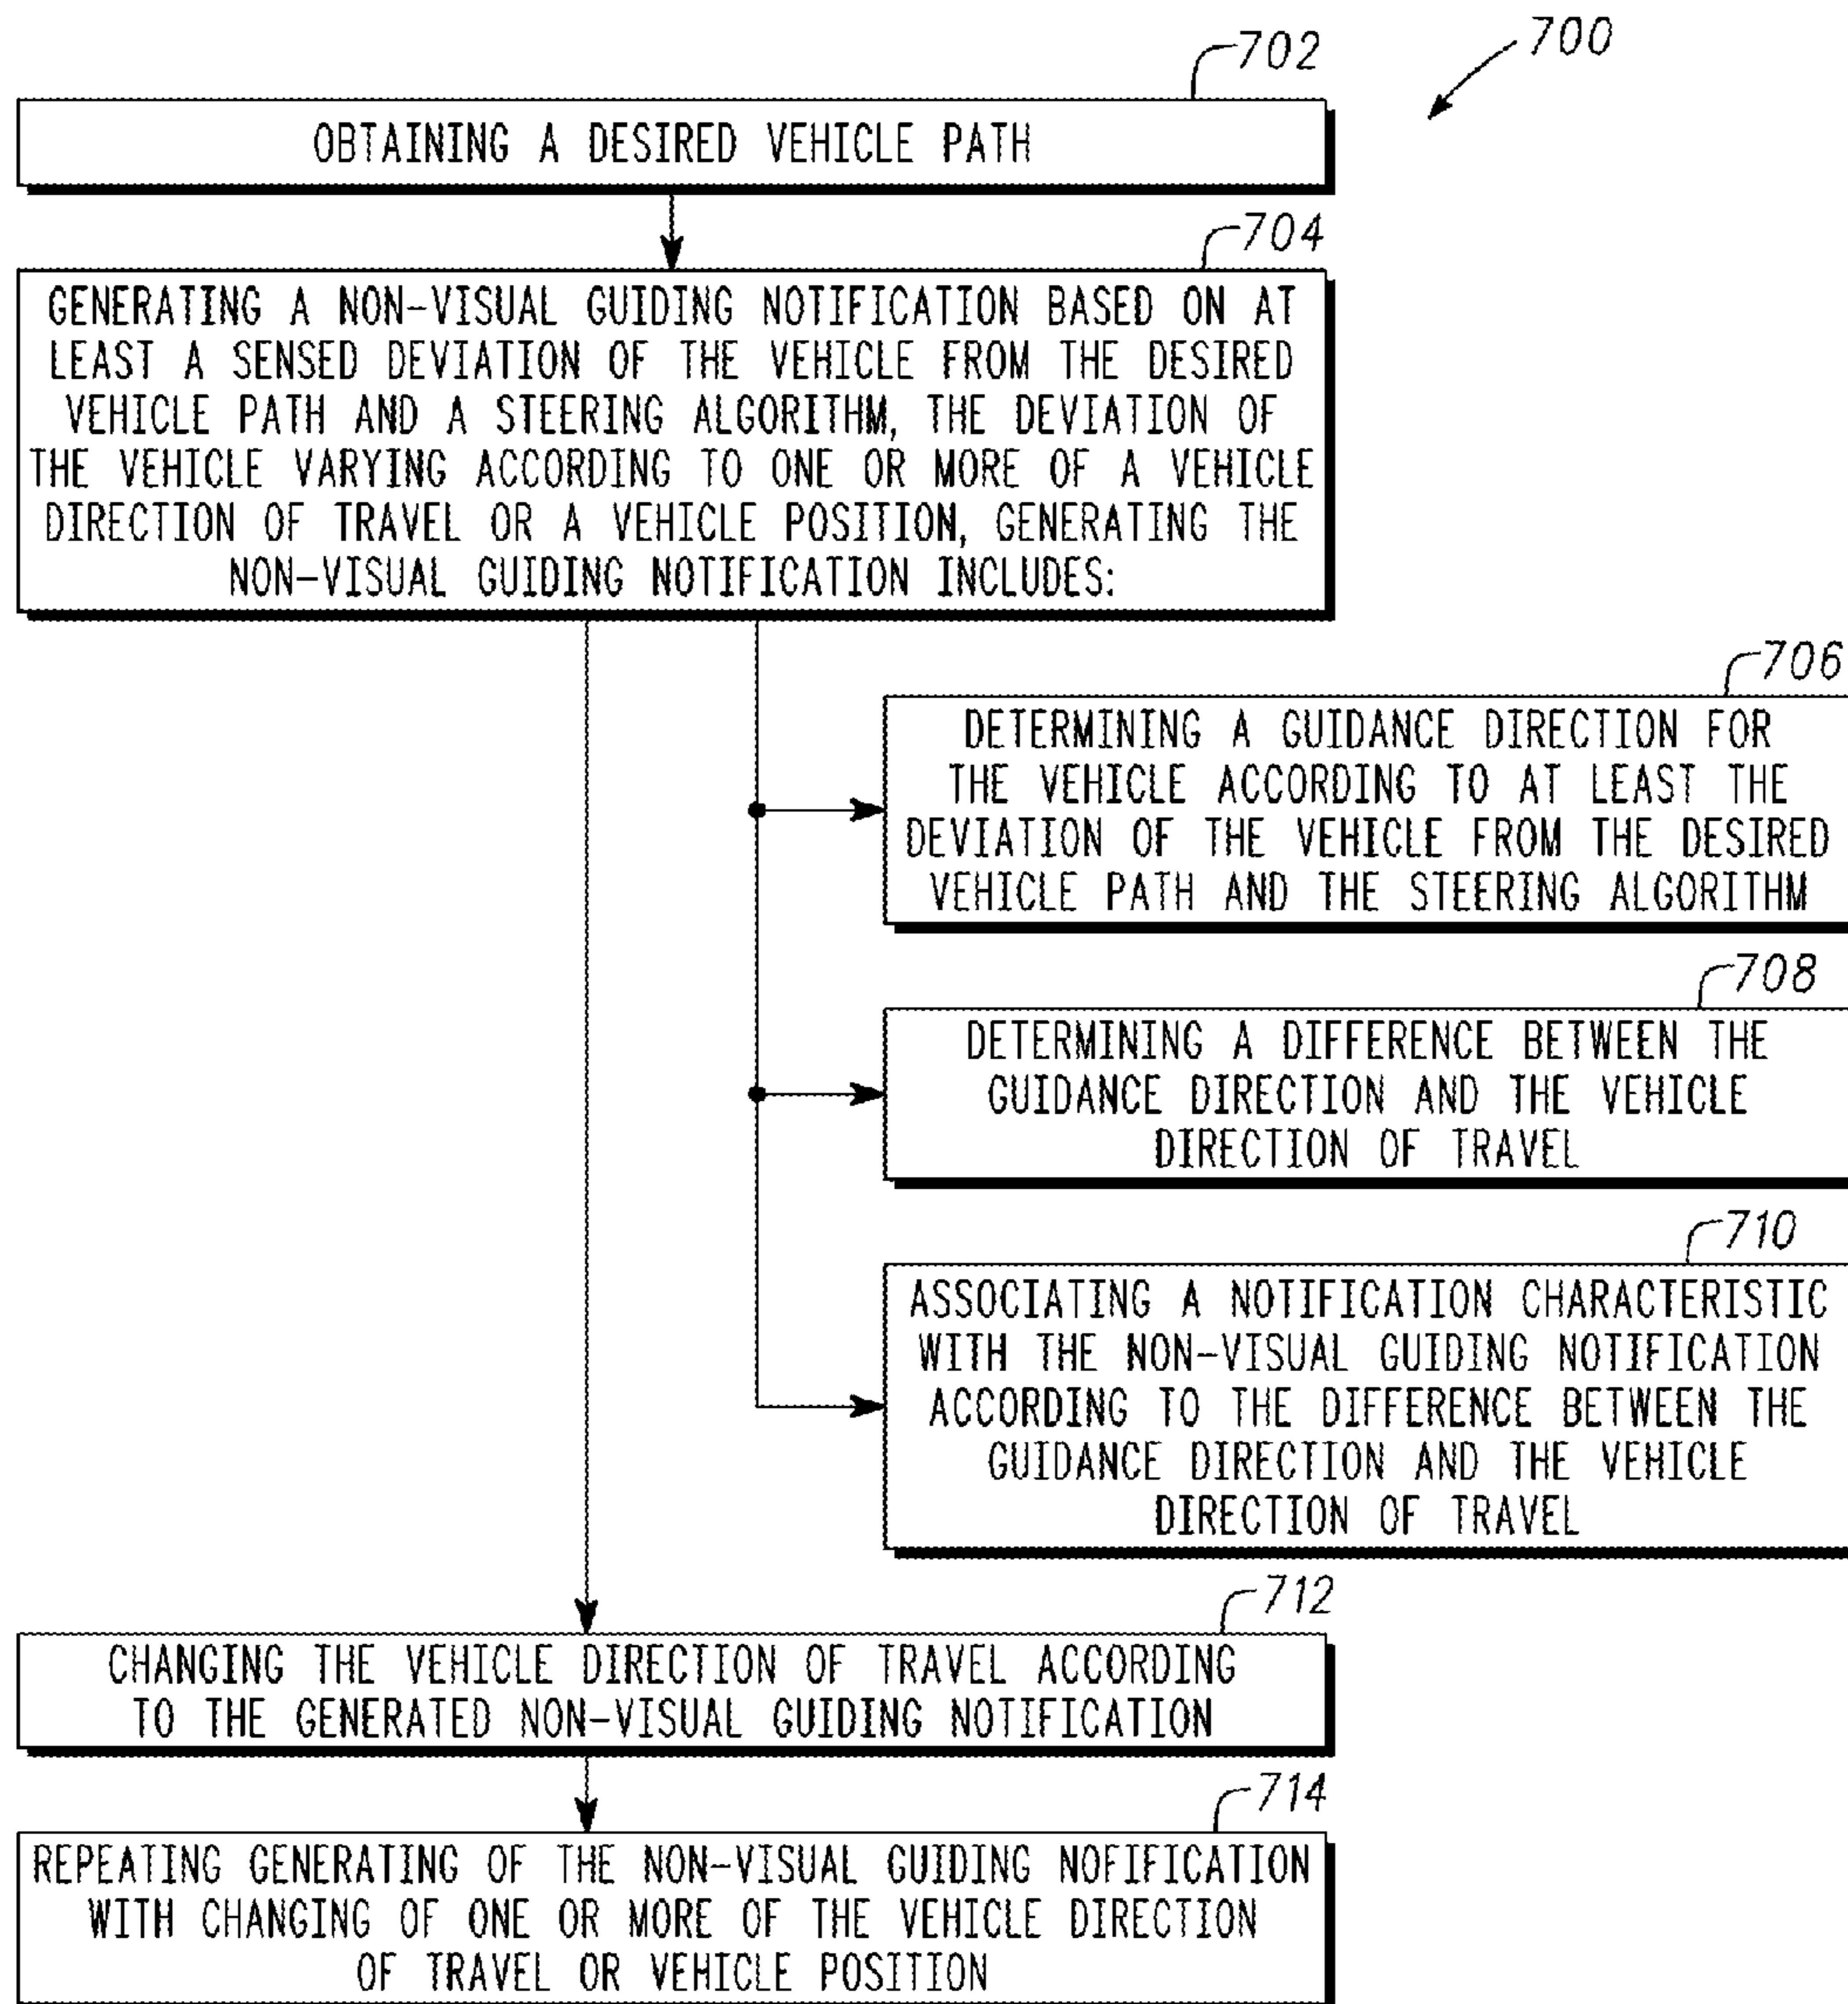 700
702
OBTAINING A DESIRED VEHICLE PATH
704
GENERATING A NON-VISUAL GUIDING NOTIFICATION BASED ON AT
LEAST A SENSED DEVIATION OF THE VEHICLE FROM THE DESIRED
VEHICLE PATH AND A STEERING ALGORITHM, THE DEVIATION OF
THE VEHICLE VARYING ACCORDING TO ONE OR MORE OF A VEHICLE
DIRECTION OF TRAVEL OR A VEHICLE POSITION, GENERATING THE
NON-VISUAL GUIDING NOTIFICATION INCLUDES:
706
DETERMINING A GUIDANCE DIRECTION FOR
THE VEHICLE ACCORDING TO AT LEAST THE
DEVIATION OF THE VEHICLE FROM THE DESIRED
VEHICLE PATH AND THE STEERING ALGORITHM
708
DETERMINING A DIFFERENCE BETWEEN THE
GUIDANCE DIRECTION AND THE VEHICLE
DIRECTION OF TRAVEL
710
ASSOCIATING A NOTIFICATION CHARACTERISTIC
WITH THE NON-VISUAL GUIDING NOTIFICATION
ACCORDING TO THE DIFFERENCE BETWEEN THE
GUIDANCE DIRECTION AND THE VEHICLE
DIRECTION OF TRAVEL
712
CHANGING THE VEHICLE DIRECTION OF TRAVEL ACCORDING
TO THE GENERATED NON-VISUAL GUIDING NOTIFICATION
714
REPEATING GENERATING OF THE NON-VISUAL GUIDING NOFIFICATION
WITH CHANGING OF ONE OR MORE OF THE VEHICLE DIRECTION
OF TRAVEL OR VEHICLE POSITION